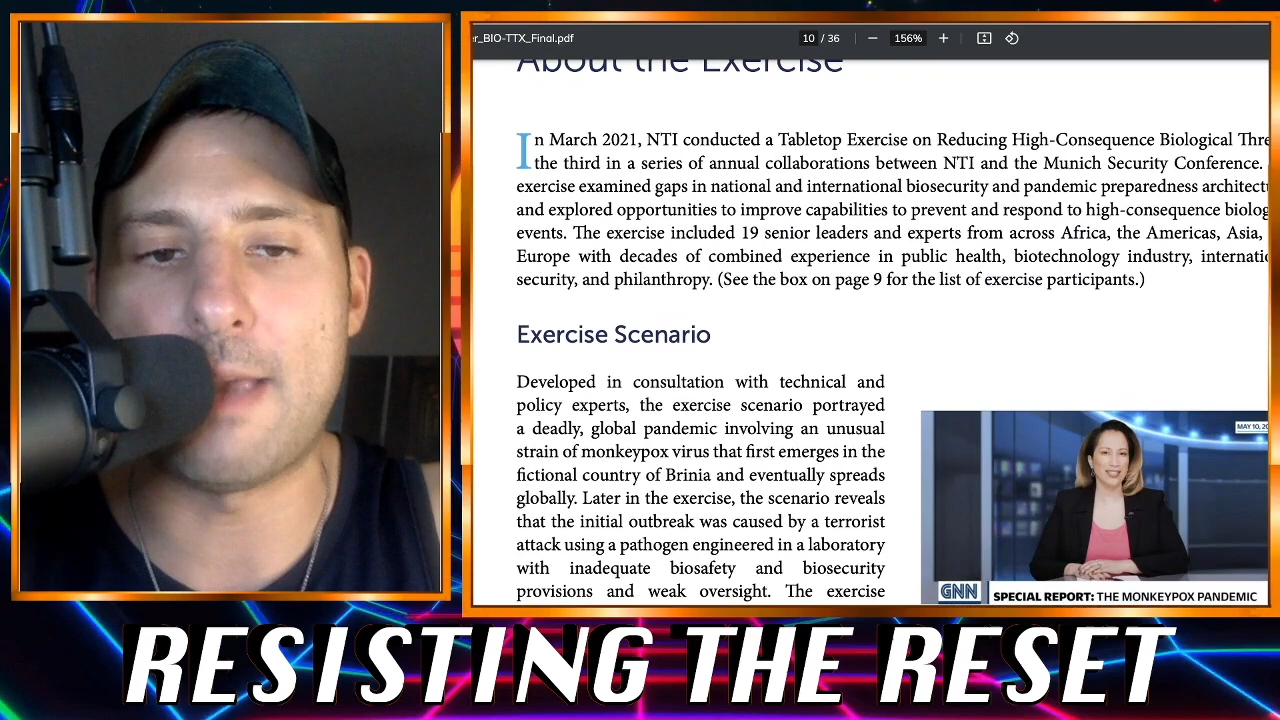 r_BIO-TTX_Final.pdf
10 / 36
156%
About the Exercise
In March 2021, NTI conducted a Tabletop Exercise on Reducing High-Consequence Biological Thre
the third in a series of annual collaborations between NTI and the Munich Security Conference.
exercise examined gaps in national and international biosecurity and pandemic preparedness architect
and explored opportunities to improve capabilities to prevent and respond to high-consequence biolog
events. The exercise included 19 senior leaders and experts from across Africa, the Americas, Asia,
Europe with decades of combined experience in public health, biotechnology industry, internatio
security, and philanthropy. (See the box on page 9 for the list of exercise participants.)
Exercise Scenario
Developed in consultation with technical and
policy experts, the exercise scenario portrayed
a deadly, global pandemic involving an unusual
strain of monkeypox virus that first emerges in the
fictional country of Brinia and eventually spreads
globally. Later in the exercise, the scenario reveals
that the initial outbreak was caused by a terrorist
attack using a pathogen engineered in a laboratory
with inadequate biosafety and biosecurity
provisions and weak oversight. The exercise
MAY 10, 20
GNN SPECIAL REPORT: THE MONKEYPOX PANDEMIC
RESISTING THE RESET